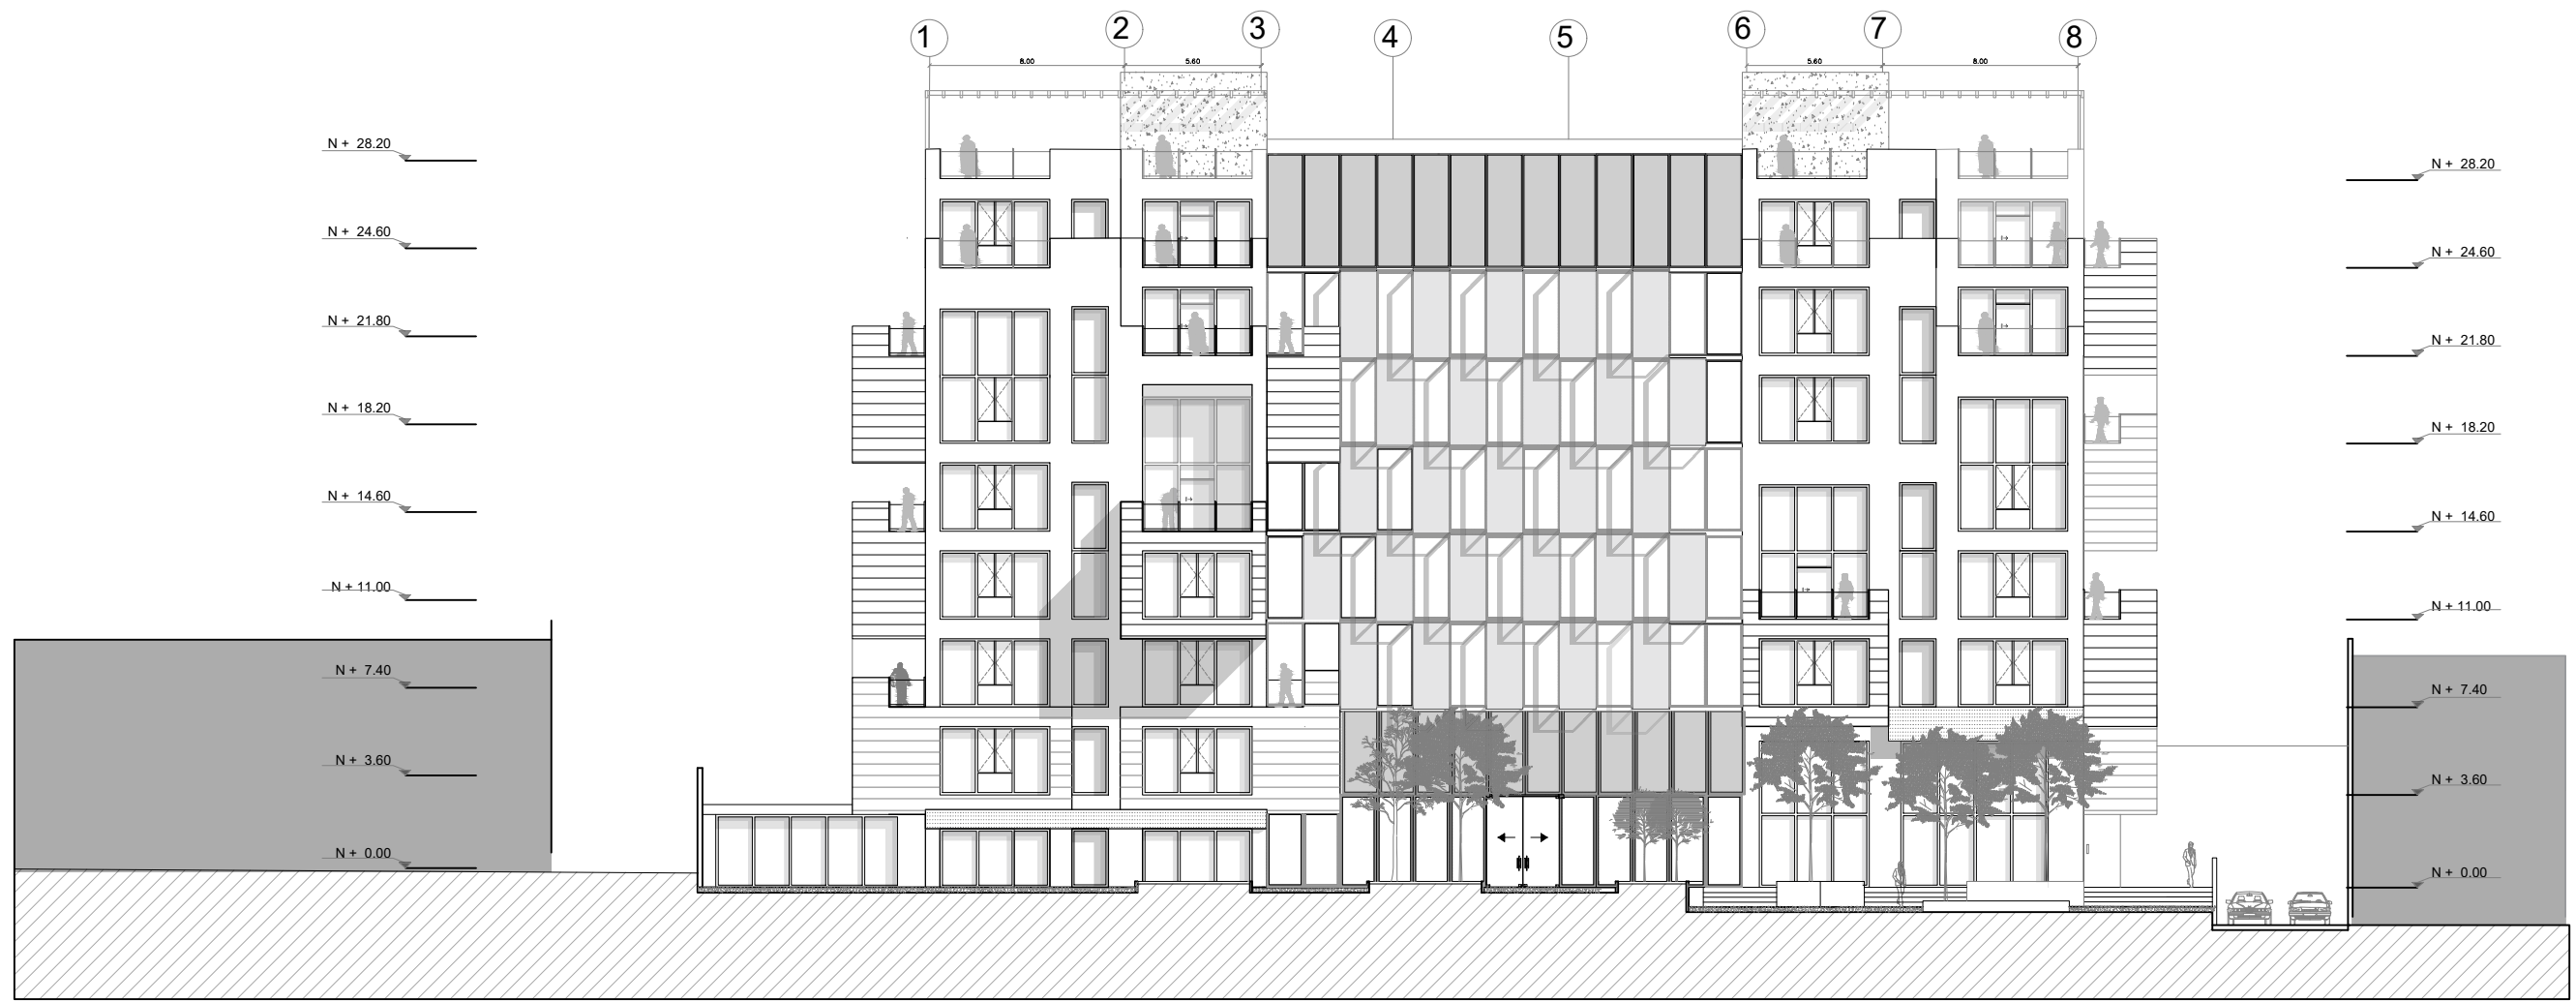 1 2 3 4 5 6 7 8
8.00 5.60 5.60 8.00
N + 28.20
N + 24.60
N + 21.80
N + 18.20
N + 14.60
N + 11.00
N + 7.40
N + 3.60
N + 0.00
N + 28.20
N + 24.60
N + 21.80
N + 18.20
N + 14.60
N + 11.00
N + 7.40
N + 3.60
N + 0.00